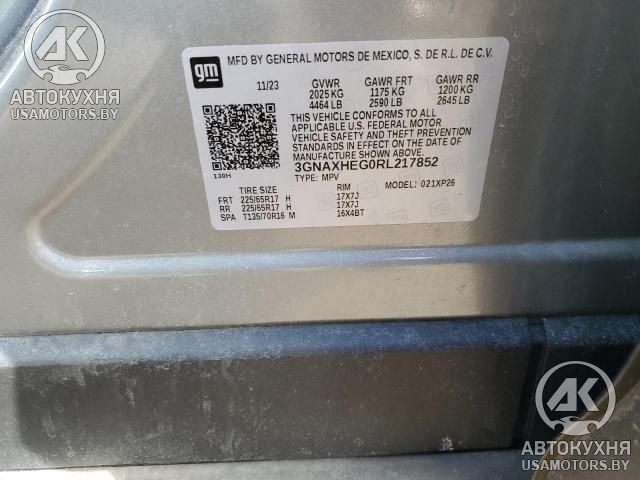 gm
MFD BY GENERAL MOTORS DE MEXICO, S. DE R.L. DE C.V.
11/23 GVWR GAWR FRT GAWR RR
2025 KG 1175 KG 1200 KG
4464 LB 2590 LB 2645 LB
THIS VEHICLE CONFORMS TO ALL
APPLICABLE U.S. FEDERAL MOTOR
VEHICLE SAFETY AND THEFT PREVENTION
STANDARDS IN EFFECT ON THE DATE OF
MANUFACTURE SHOWN ABOVE.
3GNAXHEG0RL217852
130H
TYPE: MPV MODEL: 021XP26
TIRE SIZE RIM
FRT 225/65R17 H 17X7J
RR 225/65R17 H 17X7J
SPA T135/70R16 M 16X4BT
АК
АВТОКУХНЯ
USAMOTORS.BY
АК
АВТОКУХНЯ
USAMOTORS.BY